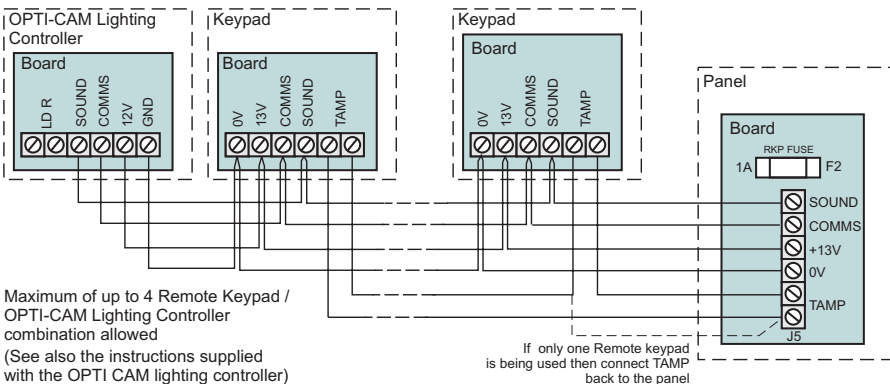 OPTI-CAM Lighting
Controller
Board
LD R
SOUND
COMMS
12V
GND
Keypad
Board
0V
13V
COMMS
SOUND
TAMP
Keypad
Board
0V
13V
COMMS
SOUND
TAMP
Panel
Board
RKP FUSE
1A
F2
SOUND
COMMS
+13V
0V
TAMP
J5
Maximum of up to 4 Remote Keypad /
OPTI-CAM Lighting Controller
combination allowed
(See also the instructions supplied
with the OPTI CAM lighting controller)
If only one Remote keypad
is being used then connect TAMP
back to the panel